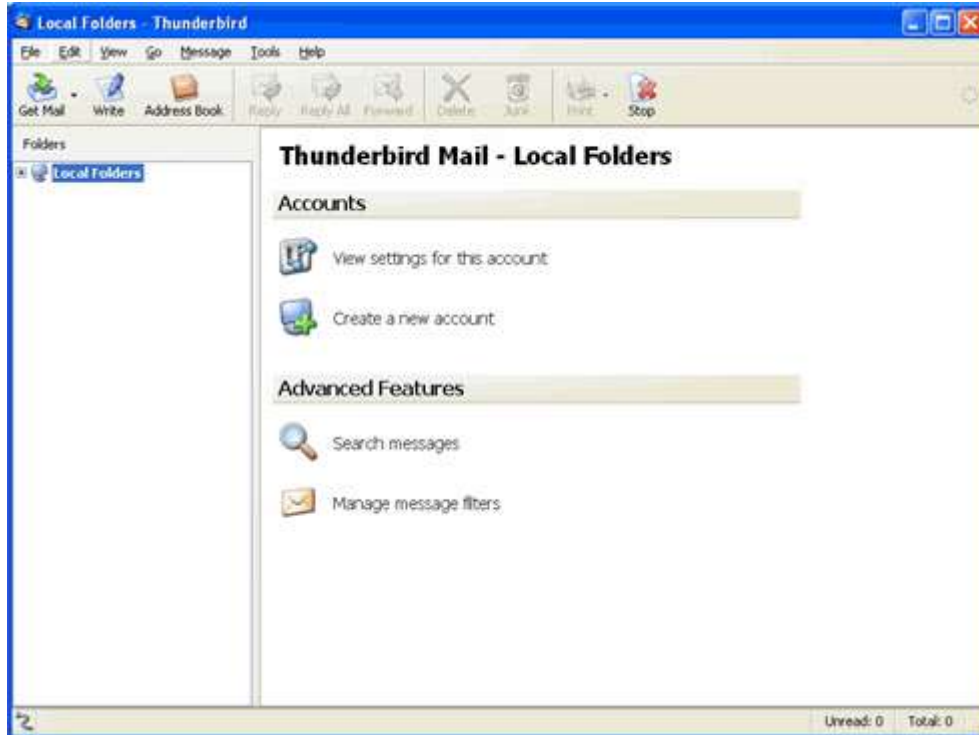 Local Folders - Thunderbird
File Edit View Go Message Tools Help
Get Mail Write Address Book Reply Reply All Forward Delete Junk Print Stop
Folders
Local Folders
Thunderbird Mail - Local Folders
Accounts
View settings for this account
Create a new account
Advanced Features
Search messages
Manage message filters
Unread: 0 Total: 0